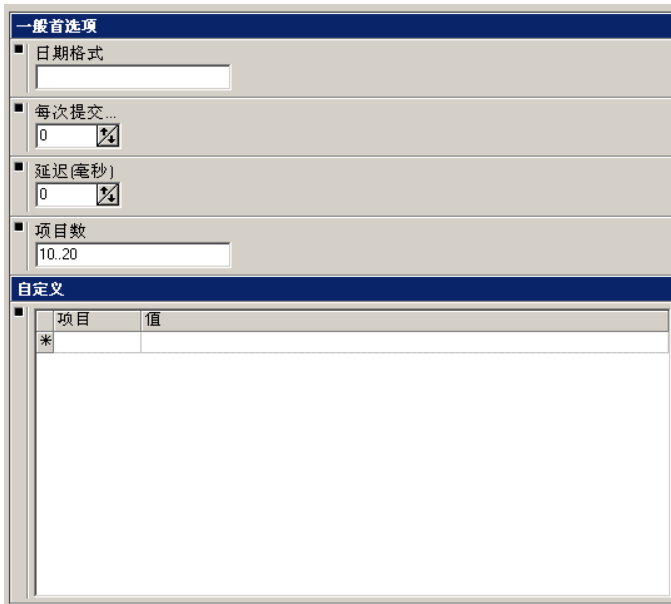 一般首选项
日期格式
每次提交...
0
延迟(毫秒)
0
项目数
10..20
自定义
项目 值
*